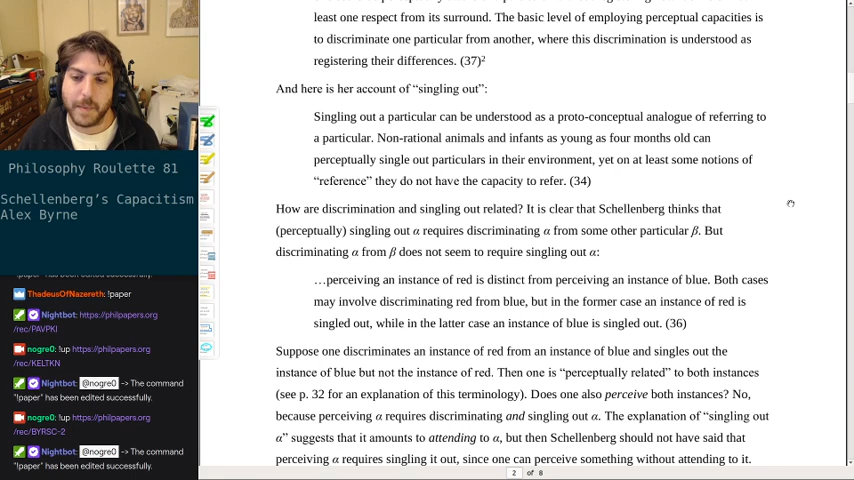 least one respect from its surround. The basic level of employing perceptual capacities is
to discriminate one particular from another, where this discrimination is understood as
registering their differences. (37)2
And here is her account of “singling out”:
Singling out a particular can be understood as a proto-conceptual analogue of referring to
a particular. Non-rational animals and infants as young as four months old can
perceptually single out particulars in their environment, yet on at least some notions of
“reference” they do not have the capacity to refer. (34)
How are discrimination and singling out related? It is clear that Schellenberg thinks that
(perceptually) singling out α requires discriminating α from some other particular β. But
discriminating α from β does not seem to require singling out α:
…perceiving an instance of red is distinct from perceiving an instance of blue. Both cases
may involve discriminating red from blue, but in the former case an instance of red is
singled out, while in the latter case an instance of blue is singled out. (36)
Suppose one discriminates an instance of red from an instance of blue and singles out the
instance of blue but not the instance of red. Then one is “perceptually related” to both instances
(see p. 32 for an explanation of this terminology). Does one also perceive both instances? No,
because perceiving α requires discriminating and singling out α. The explanation of “singling out
α” suggests that it amounts to attending to α, but then Schellenberg should not have said that
perceiving α requires singling it out, since one can perceive something without attending to it.
2 of 8
Philosophy Roulette 81
Schellenberg's Capacitism
Alex Byrne
paper" has been edited successfully.
ThadeusOfNazareth: !paper
Nightbot: https://philpapers.org
/rec/PAVPKI
nogre0: !up https://philpapers.org
/rec/KELTKN
Nightbot: @nogre0 -> The command
"!paper" has been edited successfully.
nogre0: !up https://philpapers.org
/rec/BYRSC-2
Nightbot: @nogre0 -> The command
"!paper" has been edited successfully.